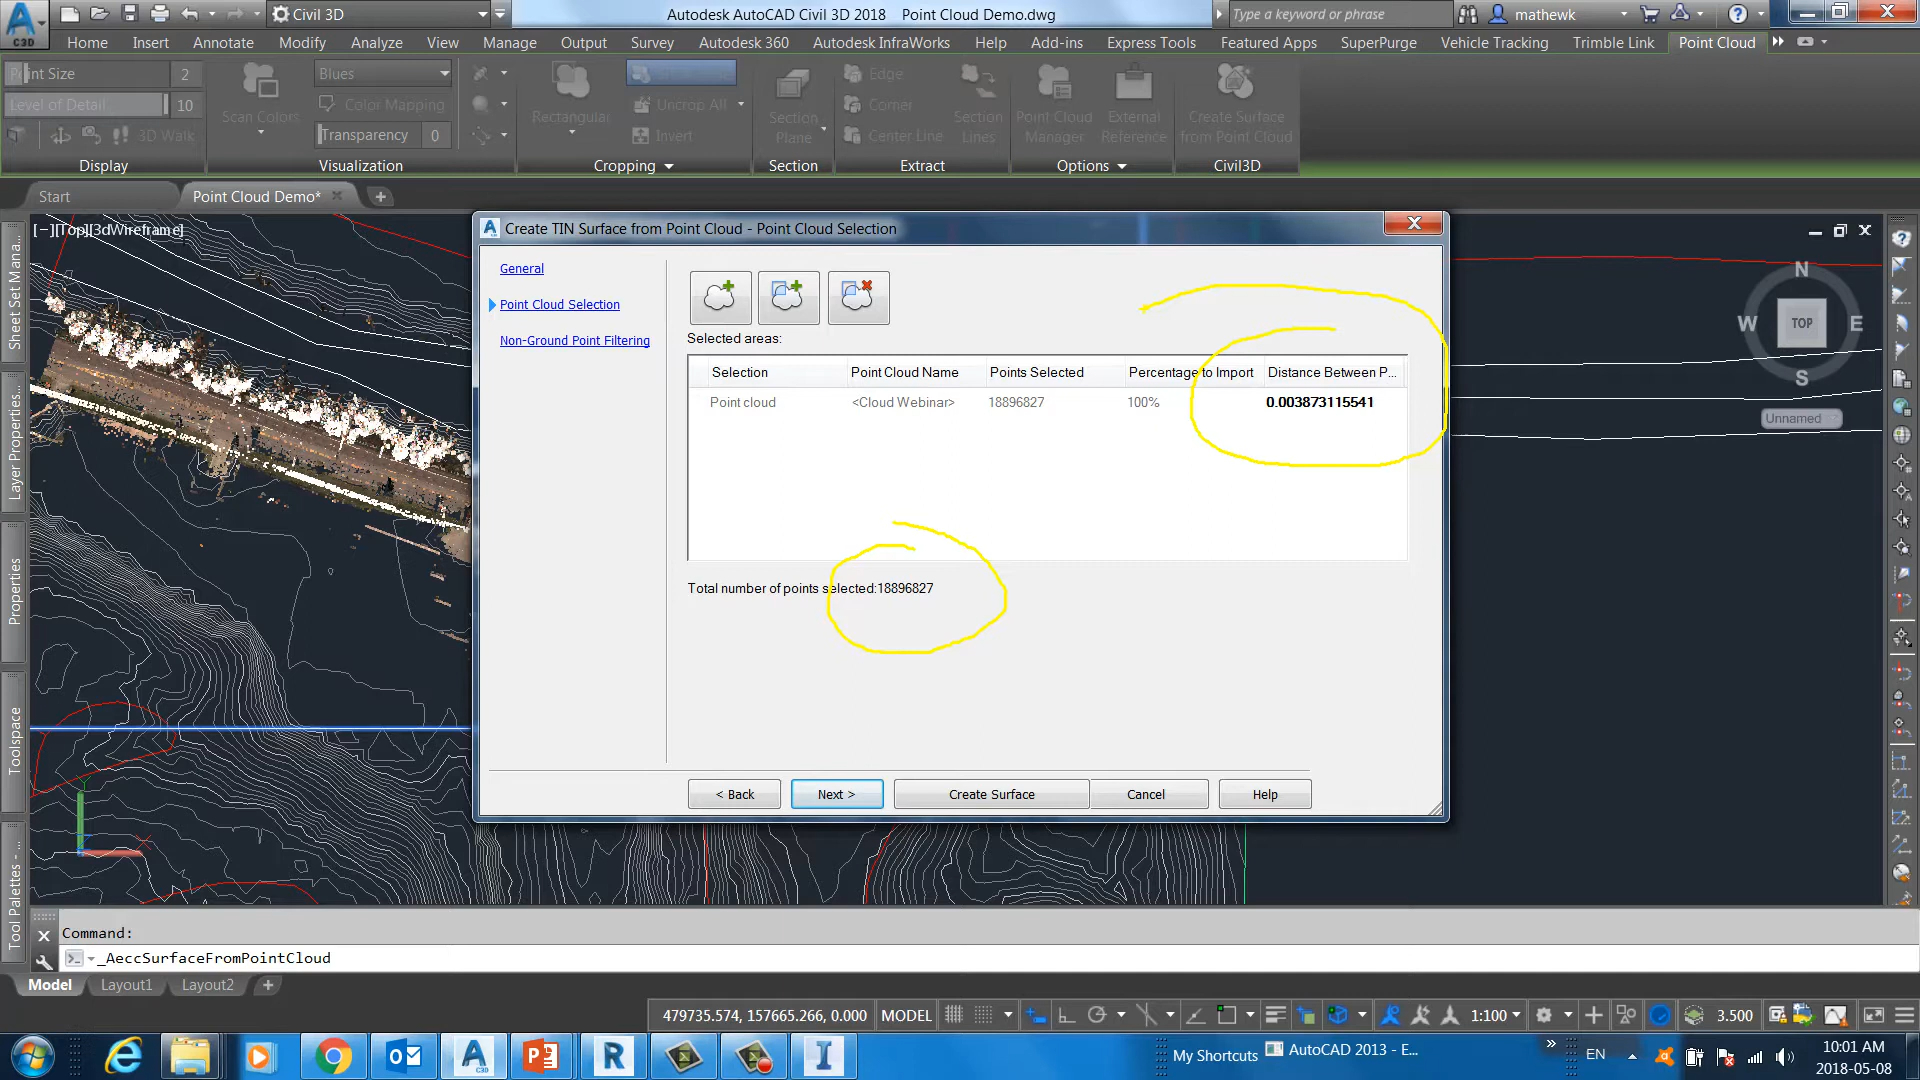 Civil 3D
Autodesk AutoCAD Civil 3D 2018 Point Cloud Demo.dwg
Type a keyword or phrase
mathewk
C3D
Home Insert Annotate Modify Analyze View Manage Output Survey Autodesk 360 Autodesk InfraWorks Help Add-ins Express Tools Featured Apps SuperPurge Vehicle Tracking Trimble Link Point Cloud
Point Size 2
Level of Detail 10
3D Walk
Display
Scan Colors
Blues
Color Mapping
Transparency 0
Visualization
Rectangular
Uncrop All
Invert
Cropping
Section Plane
Section
Edge
Corner
Center Line
Section Lines
Extract
Point Cloud Manager
External Reference
Options
Create Surface from Point Cloud
Civil3D
Start
Point Cloud Demo*
[−][Top][3dWireframe]
Sheet Set Mana...
Layer Properties...
Properties
Toolspace
Tool Palettes - ...
Create TIN Surface from Point Cloud - Point Cloud Selection
General
Point Cloud Selection
Non-Ground Point Filtering
Selected areas:
Selection Point Cloud Name Points Selected Percentage to Import Distance Between P...
Point cloud <Cloud Webinar> 18896827 100% 0.003873115541
Total number of points selected:18896827
< Back
Next >
Create Surface
Cancel
Help
N
W TOP E
S
Unnamed
Command:
_AeccSurfaceFromPointCloud
Model Layout1 Layout2
479735.574, 157665.266, 0.000 MODEL
1:100
3.500
My Shortcuts
AutoCAD 2013 - E...
EN
10:01 AM
2018-05-08